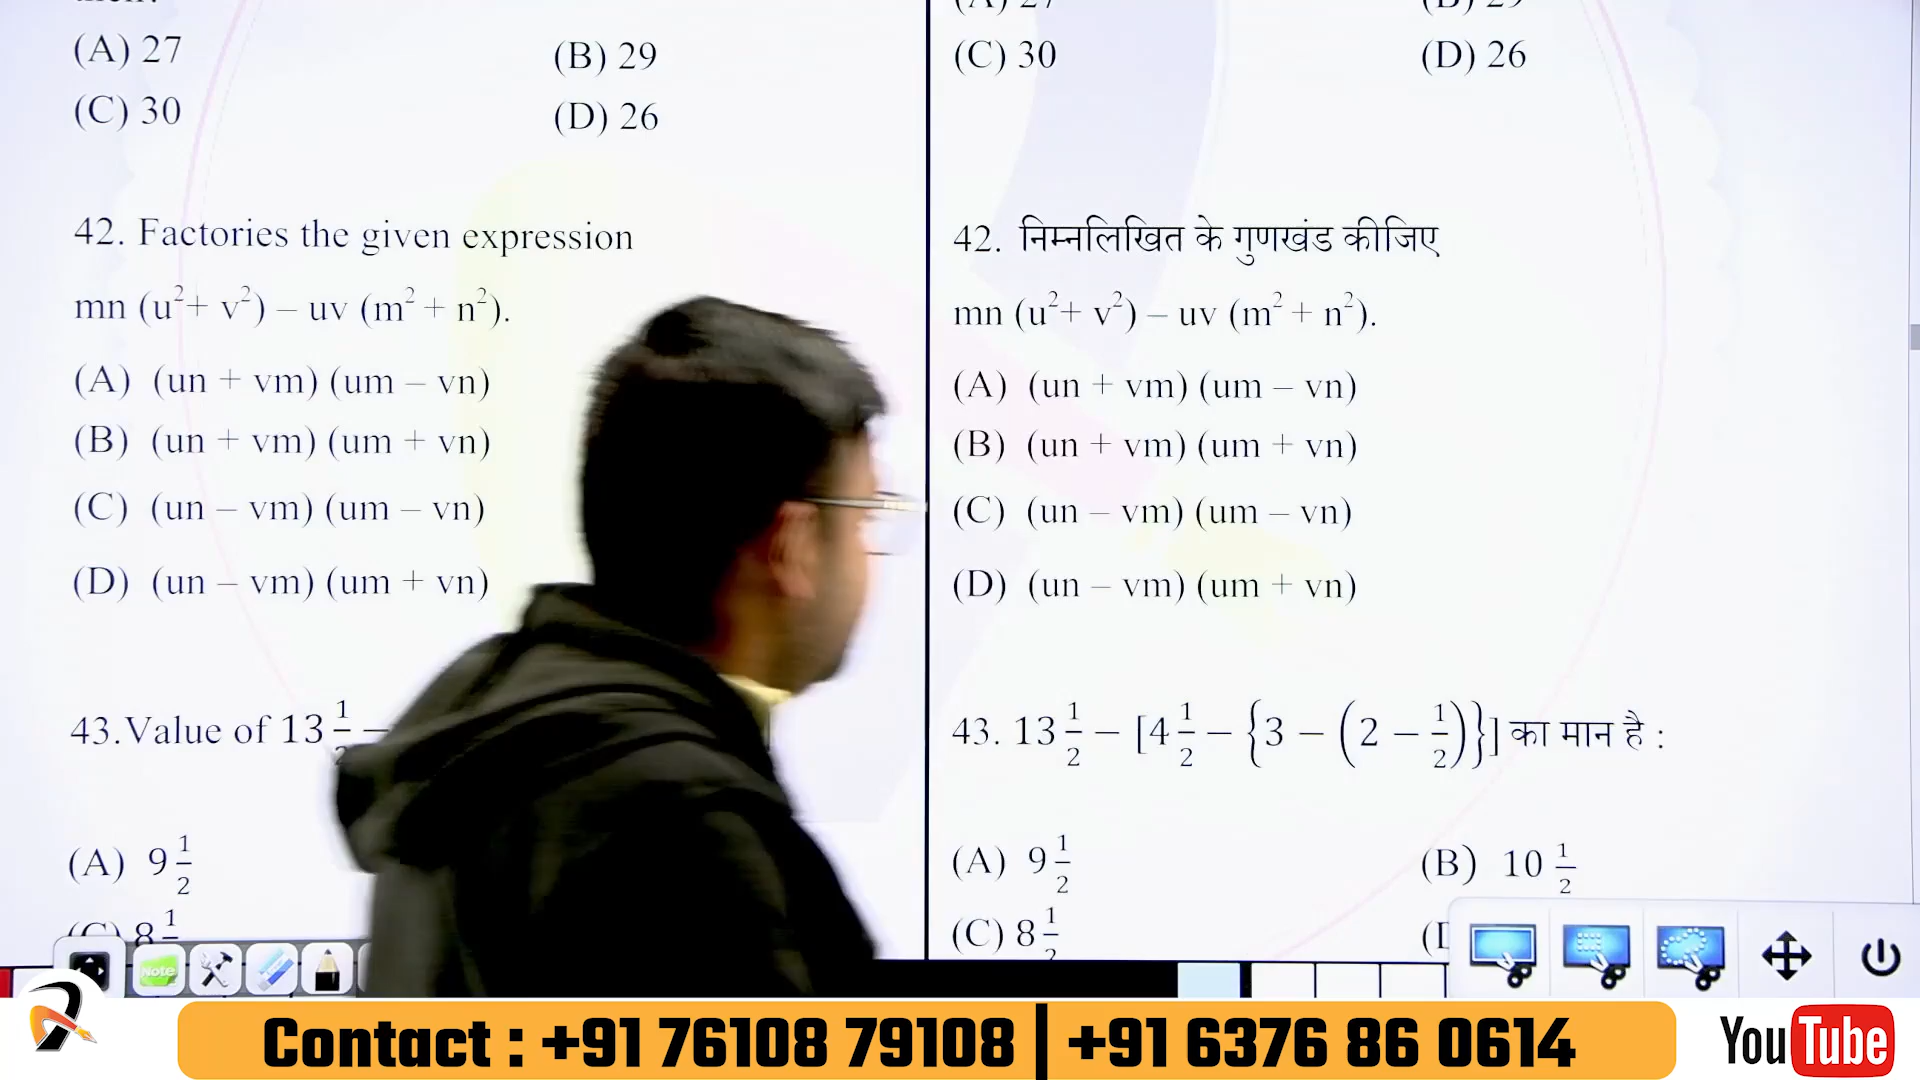 (A) 27
(B) 29
(C) 30
(D) 26
42. Factories the given expression
mn (u²+ v²) – uv (m² + n²).
(A) (un + vm) (um – vn)
(B) (un + vm) (um + vn)
(C) (un – vm) (um – vn)
(D) (un – vm) (um + vn)
43.Value of 13 1/2 –
(A) 9 1/2
(C) 8 1
(C) 30
(D) 26
42. निम्नलिखित के गुणखंड कीजिए
mn (u²+ v²) – uv (m² + n²).
(A) (un + vm) (um – vn)
(B) (un + vm) (um + vn)
(C) (un – vm) (um – vn)
(D) (un – vm) (um + vn)
43. 13 1/2 – [4 1/2 – {3 – (2 – 1/2)}] का मान है :
(A) 9 1/2
(B) 10 1/2
(C) 8 1/2
Note
Contact : +91 76108 79108 | +91 6376 86 0614
YouTube